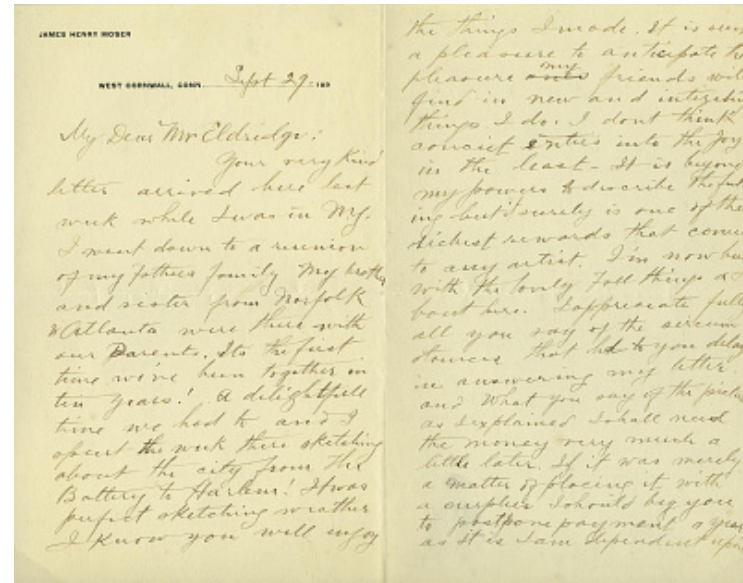 JAMES HENRY MOSER
WEST CORNWALL, CONN. Sept 29- 189
My Dear Mr Eldridge:
Your very kind
letter arrived here last
week while I was in NY.
I went down to a reunion
of my fathers family My brother
and sister from Norfolk
& Atlanta were there with
our Parents. Its the first
time we've been together in
ten years! A delightful
time we had to and I
spent the week there sketching
about the city from the
Battery to Harlem! It was
perfect sketching weather
I know you will enjoy
the things I made. It is
a pleasure to anticipate the
pleasure my friends will
find in new and
things I do. I dont think
conceit enters into the Joy
in the least - It is beyond
my powers to describe the
but surely is one of the
richest rewards that
to any artist. I'm now
with the lovely Fall things a
bout here. I appreciate fully
all you say of the circum
stances that led to you delay
in answering my letter
and what you say of the
as I explained I shall need
the money very much a
little later. If it was merely
a matter of placing it with
a surplus I should beg you
to postpone payment a year
as it is I am dependent upon